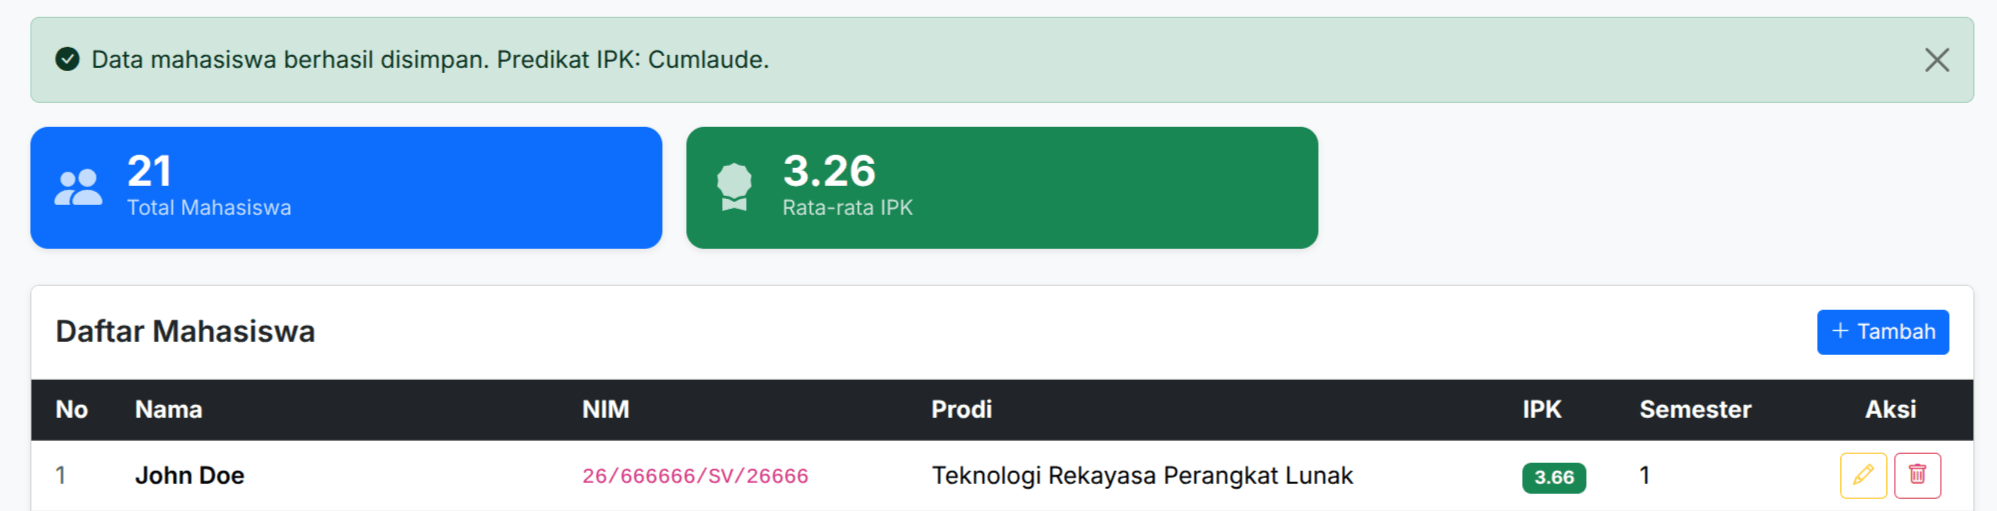 Data mahasiswa berhasil disimpan. Predikat IPK: Cumlaude.
21
Total Mahasiswa
3.26
Rata-rata IPK
Daftar Mahasiswa
+ Tambah
No Nama NIM Prodi IPK Semester Aksi
1 John Doe 26/666666/SV/26666 Teknologi Rekayasa Perangkat Lunak 3.66 1